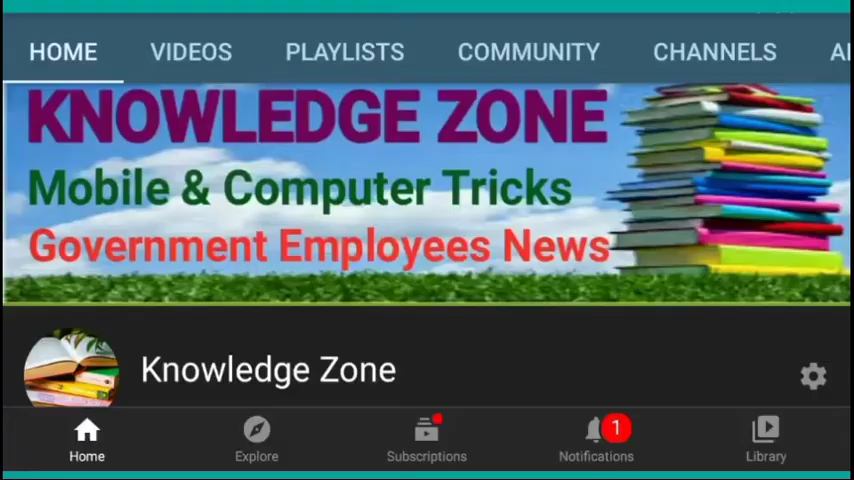 HOME VIDEOS PLAYLISTS COMMUNITY CHANNELS
KNOWLEDGE ZONE
Mobile & Computer Tricks
Government Employees News
Knowledge Zone
1
Home Explore Subscriptions Notifications Library